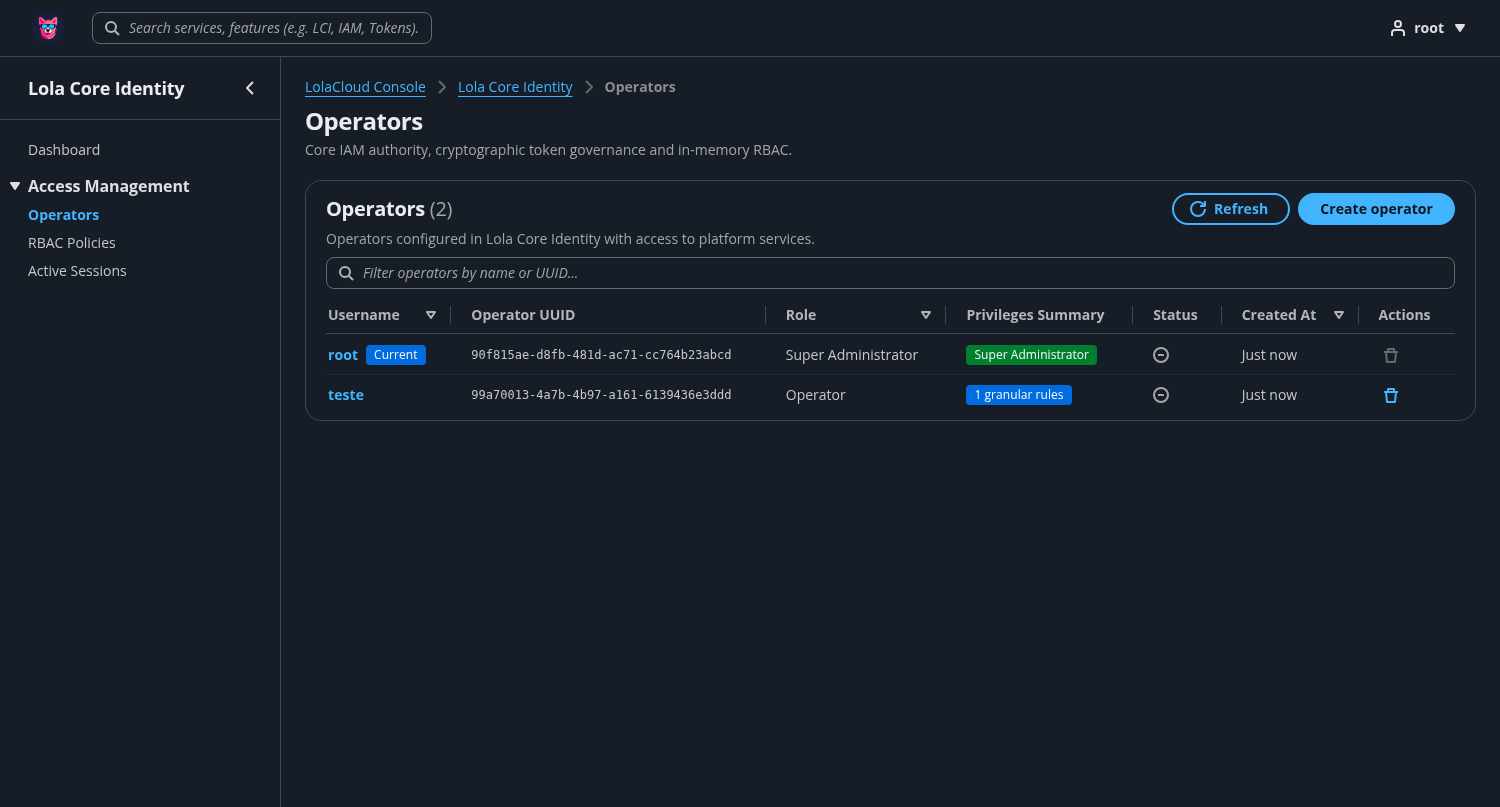 Search services, features (e.g. LCI, IAM, Tokens).
root
Lola Core Identity
LolaCloud Console
Lola Core Identity
Operators
Operators
Core IAM authority, cryptographic token governance and in-memory RBAC.
Dashboard
Access Management
Operators
RBAC Policies
Active Sessions
Operators (2)
Refresh
Create operator
Operators configured in Lola Core Identity with access to platform services.
Filter operators by name or UUID...
Username Operator UUID Role Privileges Summary Status Created At Actions
root Current 90f815ae-d8fb-481d-ac71-cc764b23abcd Super Administrator Super Administrator Just now
teste 99a70013-4a7b-4b97-a161-6139436e3ddd Operator 1 granular rules Just now